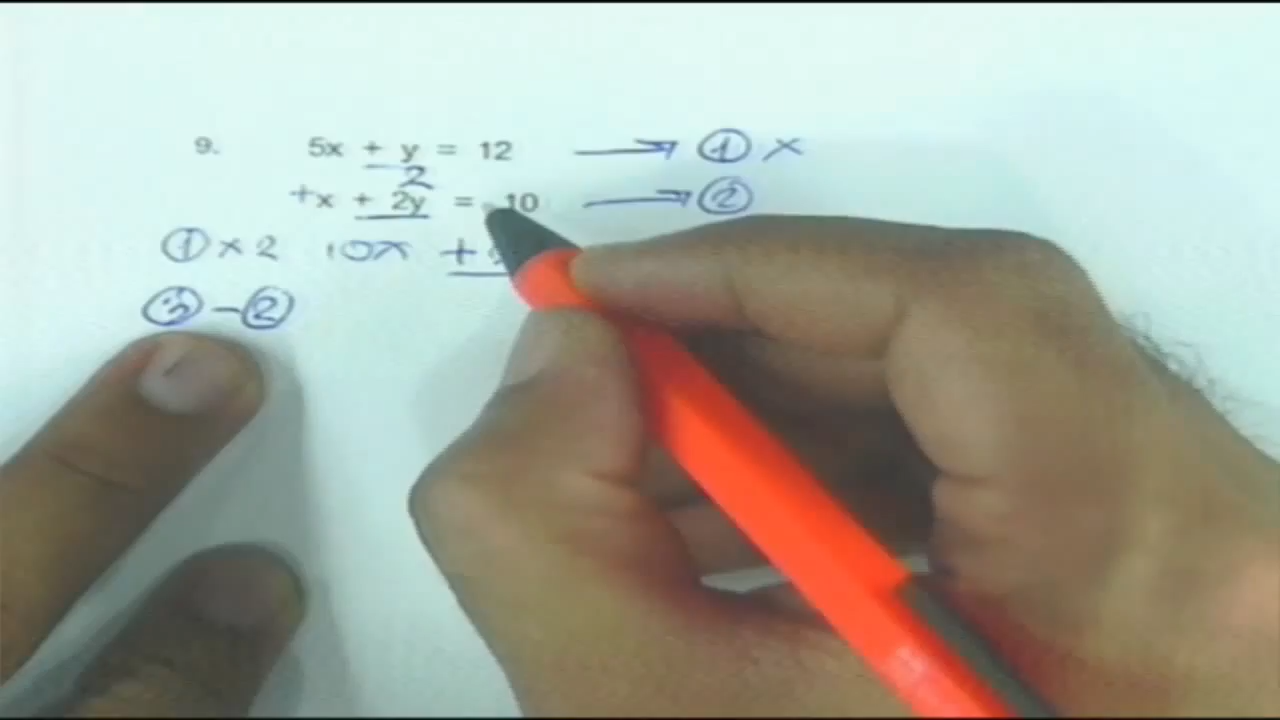 9. 5x + y = 12 → ① ×
2
+x + 2y = 10 → ②
① × 2 10x +
③ - ②